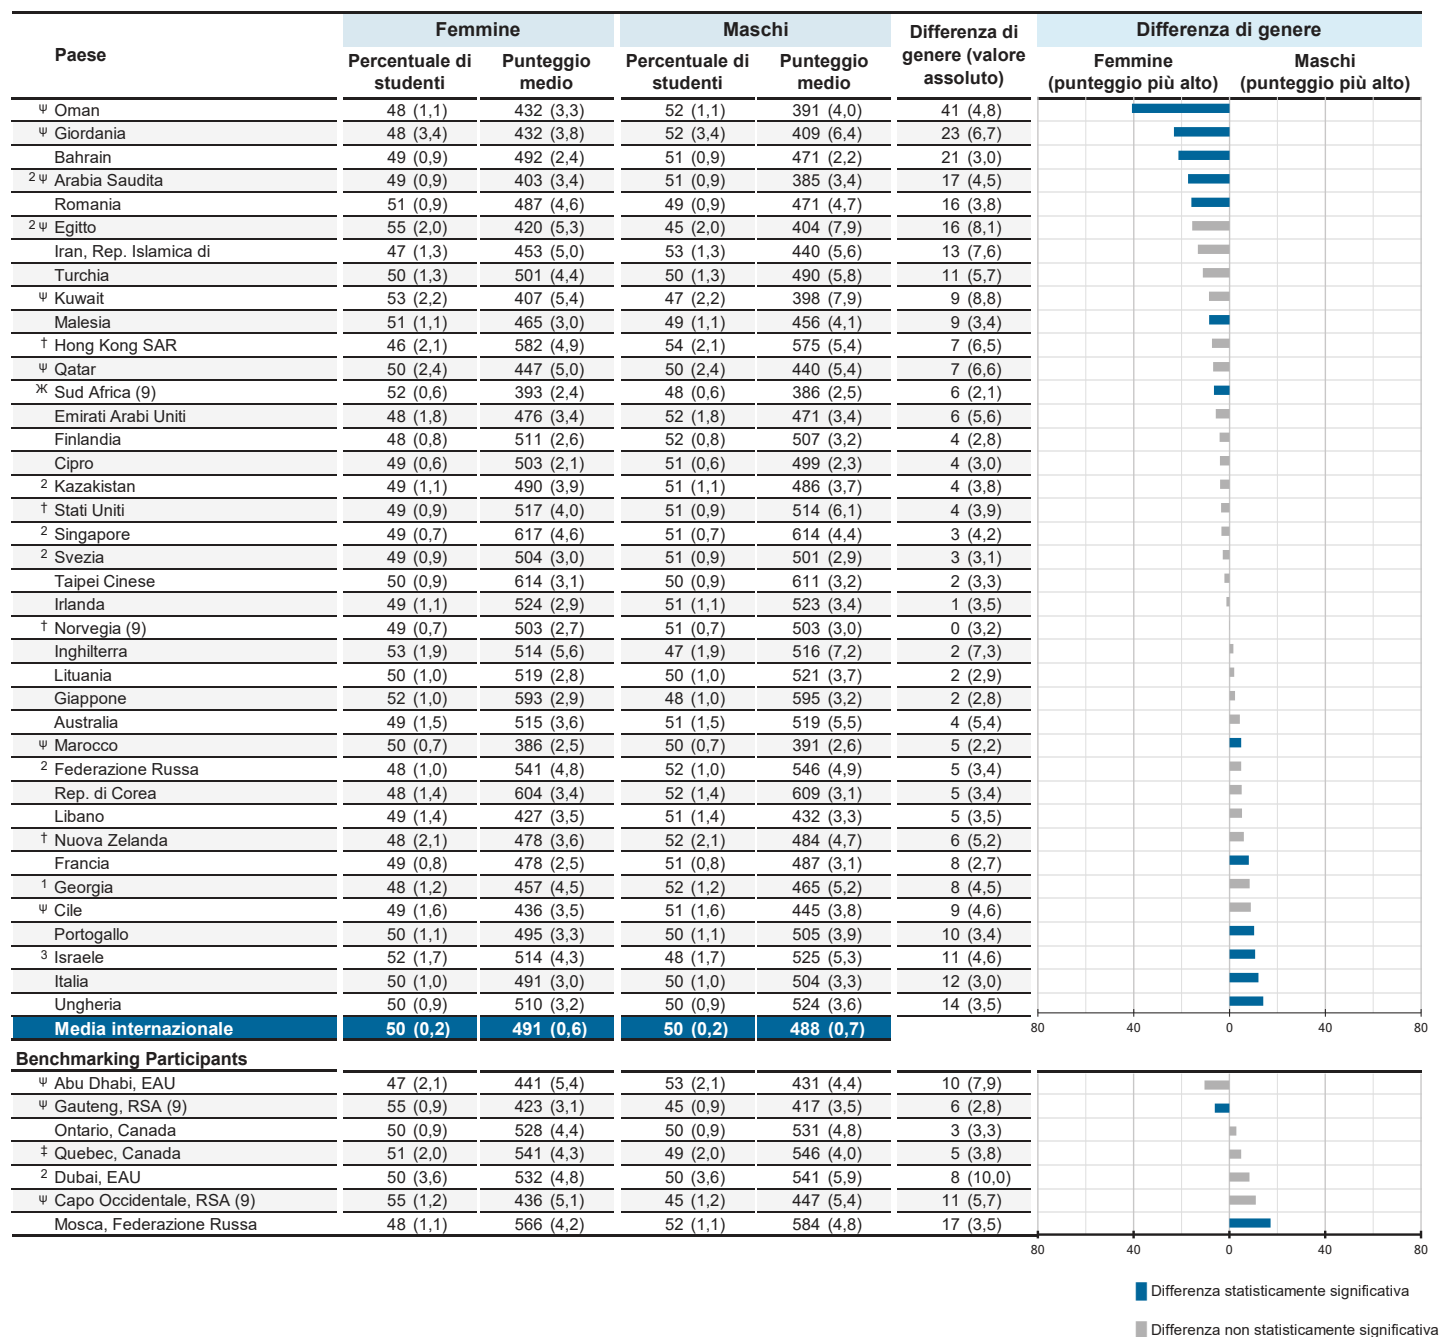 Paese Femmine Maschi Differenza di genere (valore assoluto) Differenza di genere
Percentuale di studenti Punteggio medio Percentuale di studenti Punteggio medio Femmine (punteggio più alto) Maschi (punteggio più alto)
ψ Oman 48 (1,1) 432 (3,3) 52 (1,1) 391 (4,0) 41 (4,8)
ψ Giordania 48 (3,4) 432 (3,8) 52 (3,4) 409 (6,4) 23 (6,7)
Bahrain 49 (0,9) 492 (2,4) 51 (0,9) 471 (2,2) 21 (3,0)
2 ψ Arabia Saudita 49 (0,9) 403 (3,4) 51 (0,9) 385 (3,4) 17 (4,5)
Romania 51 (0,9) 487 (4,6) 49 (0,9) 471 (4,7) 16 (3,8)
2 ψ Egitto 55 (2,0) 420 (5,3) 45 (2,0) 404 (7,9) 16 (8,1)
Iran, Rep. Islamica di 47 (1,3) 453 (5,0) 53 (1,3) 440 (5,6) 13 (7,6)
Turchia 50 (1,3) 501 (4,4) 50 (1,3) 490 (5,8) 11 (5,7)
ψ Kuwait 53 (2,2) 407 (5,4) 47 (2,2) 398 (7,9) 9 (8,8)
Malesia 51 (1,1) 465 (3,0) 49 (1,1) 456 (4,1) 9 (3,4)
† Hong Kong SAR 46 (2,1) 582 (4,9) 54 (2,1) 575 (5,4) 7 (6,5)
ψ Qatar 50 (2,4) 447 (5,0) 50 (2,4) 440 (5,4) 7 (6,6)
Ж Sud Africa (9) 52 (0,6) 393 (2,4) 48 (0,6) 386 (2,5) 6 (2,1)
Emirati Arabi Uniti 48 (1,8) 476 (3,4) 52 (1,8) 471 (3,4) 6 (5,6)
Finlandia 48 (0,8) 511 (2,6) 52 (0,8) 507 (3,2) 4 (2,8)
Cipro 49 (0,6) 503 (2,1) 51 (0,6) 499 (2,3) 4 (3,0)
2 Kazakistan 49 (1,1) 490 (3,9) 51 (1,1) 486 (3,7) 4 (3,8)
† Stati Uniti 49 (0,9) 517 (4,0) 51 (0,9) 514 (6,1) 4 (3,9)
2 Singapore 49 (0,7) 617 (4,6) 51 (0,7) 614 (4,4) 3 (4,2)
2 Svezia 49 (0,9) 504 (3,0) 51 (0,9) 501 (2,9) 3 (3,1)
Taipei Cinese 50 (0,9) 614 (3,1) 50 (0,9) 611 (3,2) 2 (3,3)
Irlanda 49 (1,1) 524 (2,9) 51 (1,1) 523 (3,4) 1 (3,5)
† Norvegia (9) 49 (0,7) 503 (2,7) 51 (0,7) 503 (3,0) 0 (3,2)
Inghilterra 53 (1,9) 514 (5,6) 47 (1,9) 516 (7,2) 2 (7,3)
Lituania 50 (1,0) 519 (2,8) 50 (1,0) 521 (3,7) 2 (2,9)
Giappone 52 (1,0) 593 (2,9) 48 (1,0) 595 (3,2) 2 (2,8)
Australia 49 (1,5) 515 (3,6) 51 (1,5) 519 (5,5) 4 (5,4)
ψ Marocco 50 (0,7) 386 (2,5) 50 (0,7) 391 (2,6) 5 (2,2)
2 Federazione Russa 48 (1,0) 541 (4,8) 52 (1,0) 546 (4,9) 5 (3,4)
Rep. di Corea 48 (1,4) 604 (3,4) 52 (1,4) 609 (3,1) 5 (3,4)
Libano 49 (1,4) 427 (3,5) 51 (1,4) 432 (3,3) 5 (3,5)
† Nuova Zelanda 48 (2,1) 478 (3,6) 52 (2,1) 484 (4,7) 6 (5,2)
Francia 49 (0,8) 478 (2,5) 51 (0,8) 487 (3,1) 8 (2,7)
1 Georgia 48 (1,2) 457 (4,5) 52 (1,2) 465 (5,2) 8 (4,5)
ψ Cile 49 (1,6) 436 (3,5) 51 (1,6) 445 (3,8) 9 (4,6)
Portogallo 50 (1,1) 495 (3,3) 50 (1,1) 505 (3,9) 10 (3,4)
3 Israele 52 (1,7) 514 (4,3) 48 (1,7) 525 (5,3) 11 (4,6)
Italia 50 (1,0) 491 (3,0) 50 (1,0) 504 (3,3) 12 (3,0)
Ungheria 50 (0,9) 510 (3,2) 50 (0,9) 524 (3,6) 14 (3,5)
Media internazionale 50 (0,2) 491 (0,6) 50 (0,2) 488 (0,7)
80 40 0 40 80
Benchmarking Participants
ψ Abu Dhabi, EAU 47 (2,1) 441 (5,4) 53 (2,1) 431 (4,4) 10 (7,9)
ψ Gauteng, RSA (9) 55 (0,9) 423 (3,1) 45 (0,9) 417 (3,5) 6 (2,8)
Ontario, Canada 50 (0,9) 528 (4,4) 50 (0,9) 531 (4,8) 3 (3,3)
‡ Quebec, Canada 51 (2,0) 541 (4,3) 49 (2,0) 546 (4,0) 5 (3,8)
2 Dubai, EAU 50 (3,6) 532 (4,8) 50 (3,6) 541 (5,9) 8 (10,0)
ψ Capo Occidentale, RSA (9) 55 (1,2) 436 (5,1) 45 (1,2) 447 (5,4) 11 (5,7)
Mosca, Federazione Russa 48 (1,1) 566 (4,2) 52 (1,1) 584 (4,8) 17 (3,5)
80 40 0 40 80
Differenza statisticamente significativa
Differenza non statisticamente significativa